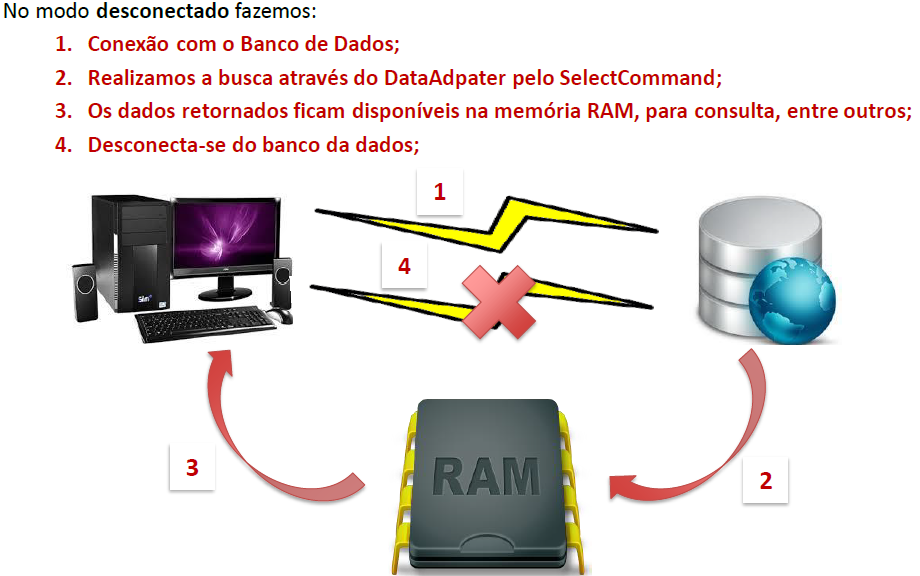 No modo desconectado fazemos:
1. Conexão com o Banco de Dados;
2. Realizamos a busca através do DataAdpater pelo SelectCommand;
3. Os dados retornados ficam disponíveis na memória RAM, para consulta, entre outros;
4. Desconecta-se do banco da dados;
1
4
3
RAM
2